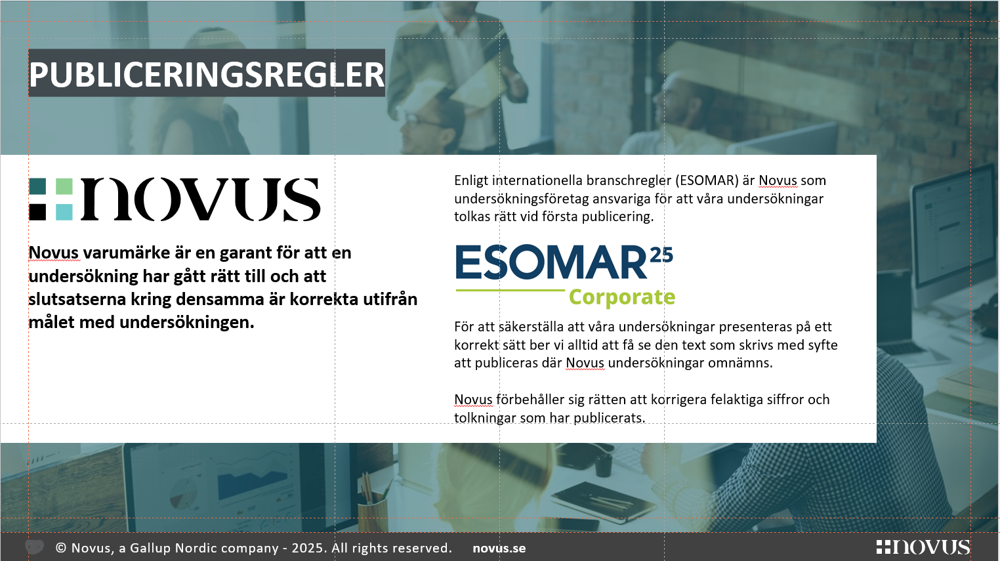 PUBLICERINGSREGLER
novus
Novus varumärke är en garant för att en
undersökning har gått rätt till och att
slutsatserna kring densamma är korrekta utifrån
målet med undersökningen.
Enligt internationella branschregler (ESOMAR) är Novus som
undersökningsföretag ansvariga för att våra undersökningar
tolkas rätt vid första publicering.
ESOMAR25
Corporate
För att säkerställa att våra undersökningar presenteras på ett
korrekt sätt ber vi alltid att få se den text som skrivs med syfte
att publiceras där Novus undersökningar omnämns.
Novus förbehåller sig rätten att korrigera felaktiga siffror och
tolkningar som har publicerats.
© Novus, a Gallup Nordic company - 2025. All rights reserved. novus.se
novus